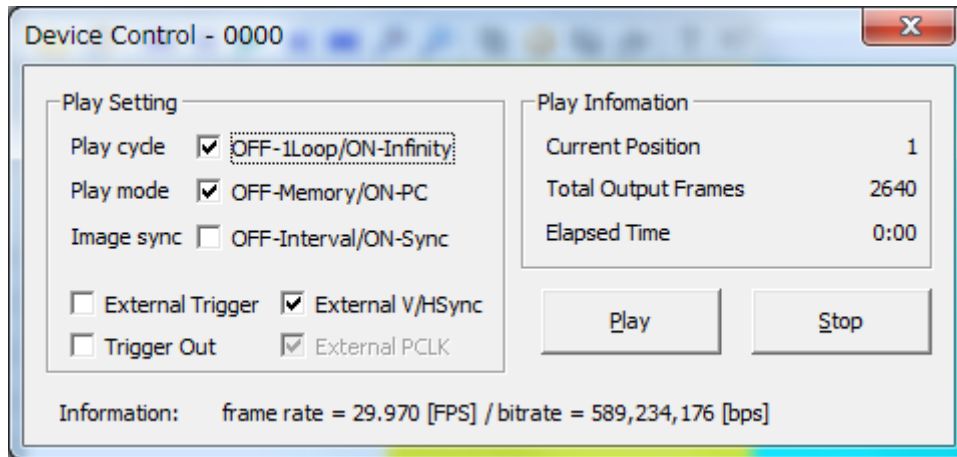 Device Control - 0000
Play Setting
Play cycle OFF-1Loop/ON-Infinity
Play mode OFF-Memory/ON-PC
Image sync OFF-Interval/ON-Sync
External Trigger External V/HSync
Trigger Out External PCLK
Play Infomation
Current Position 1
Total Output Frames 2640
Elapsed Time 0:00
Play Stop
Information: frame rate = 29.970 [FPS] / bitrate = 589,234,176 [bps]